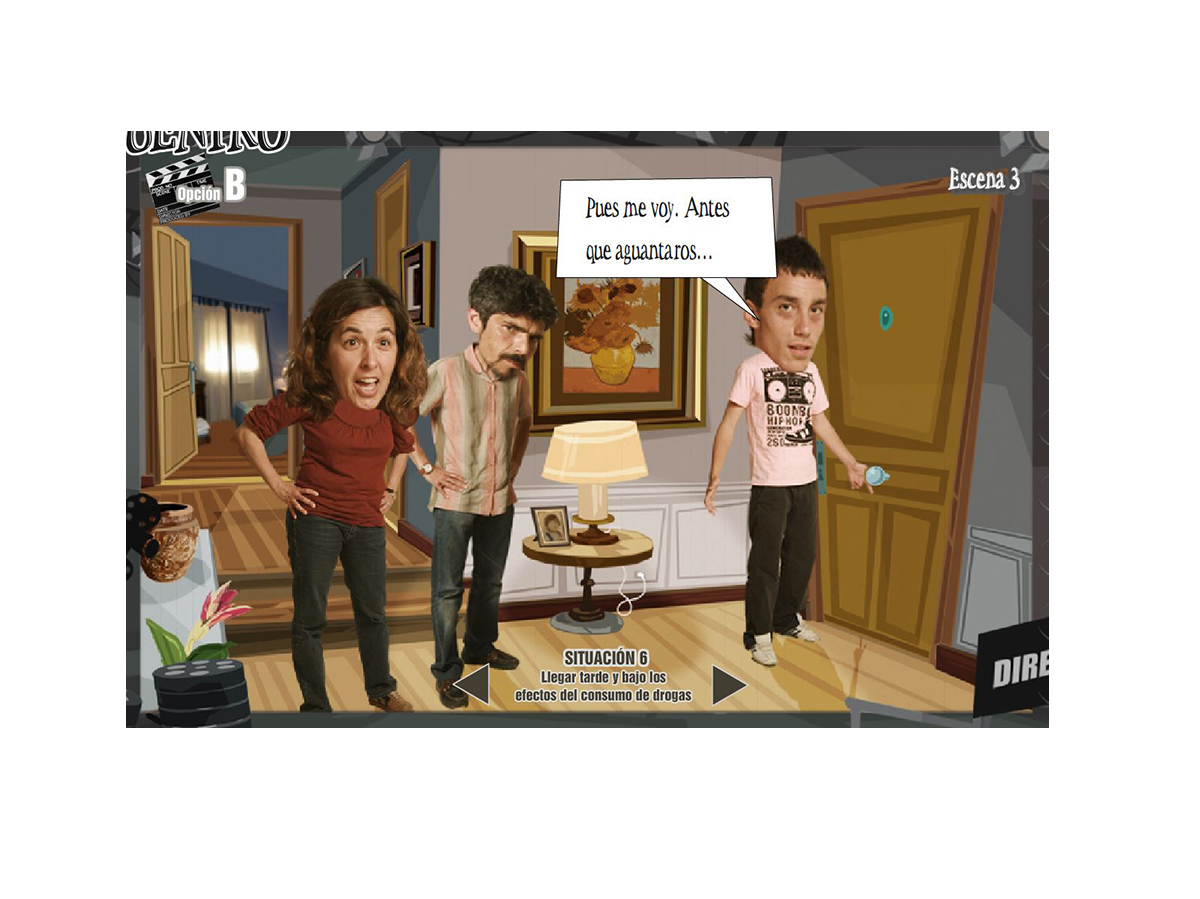 Opción B
Escena 3
Pues me voy. Antes
que aguantaros...
BOOMB
HIPHOP
SITUACIÓN 6
Llegar tarde y bajo los
efectos del consumo de drogas
DIRE